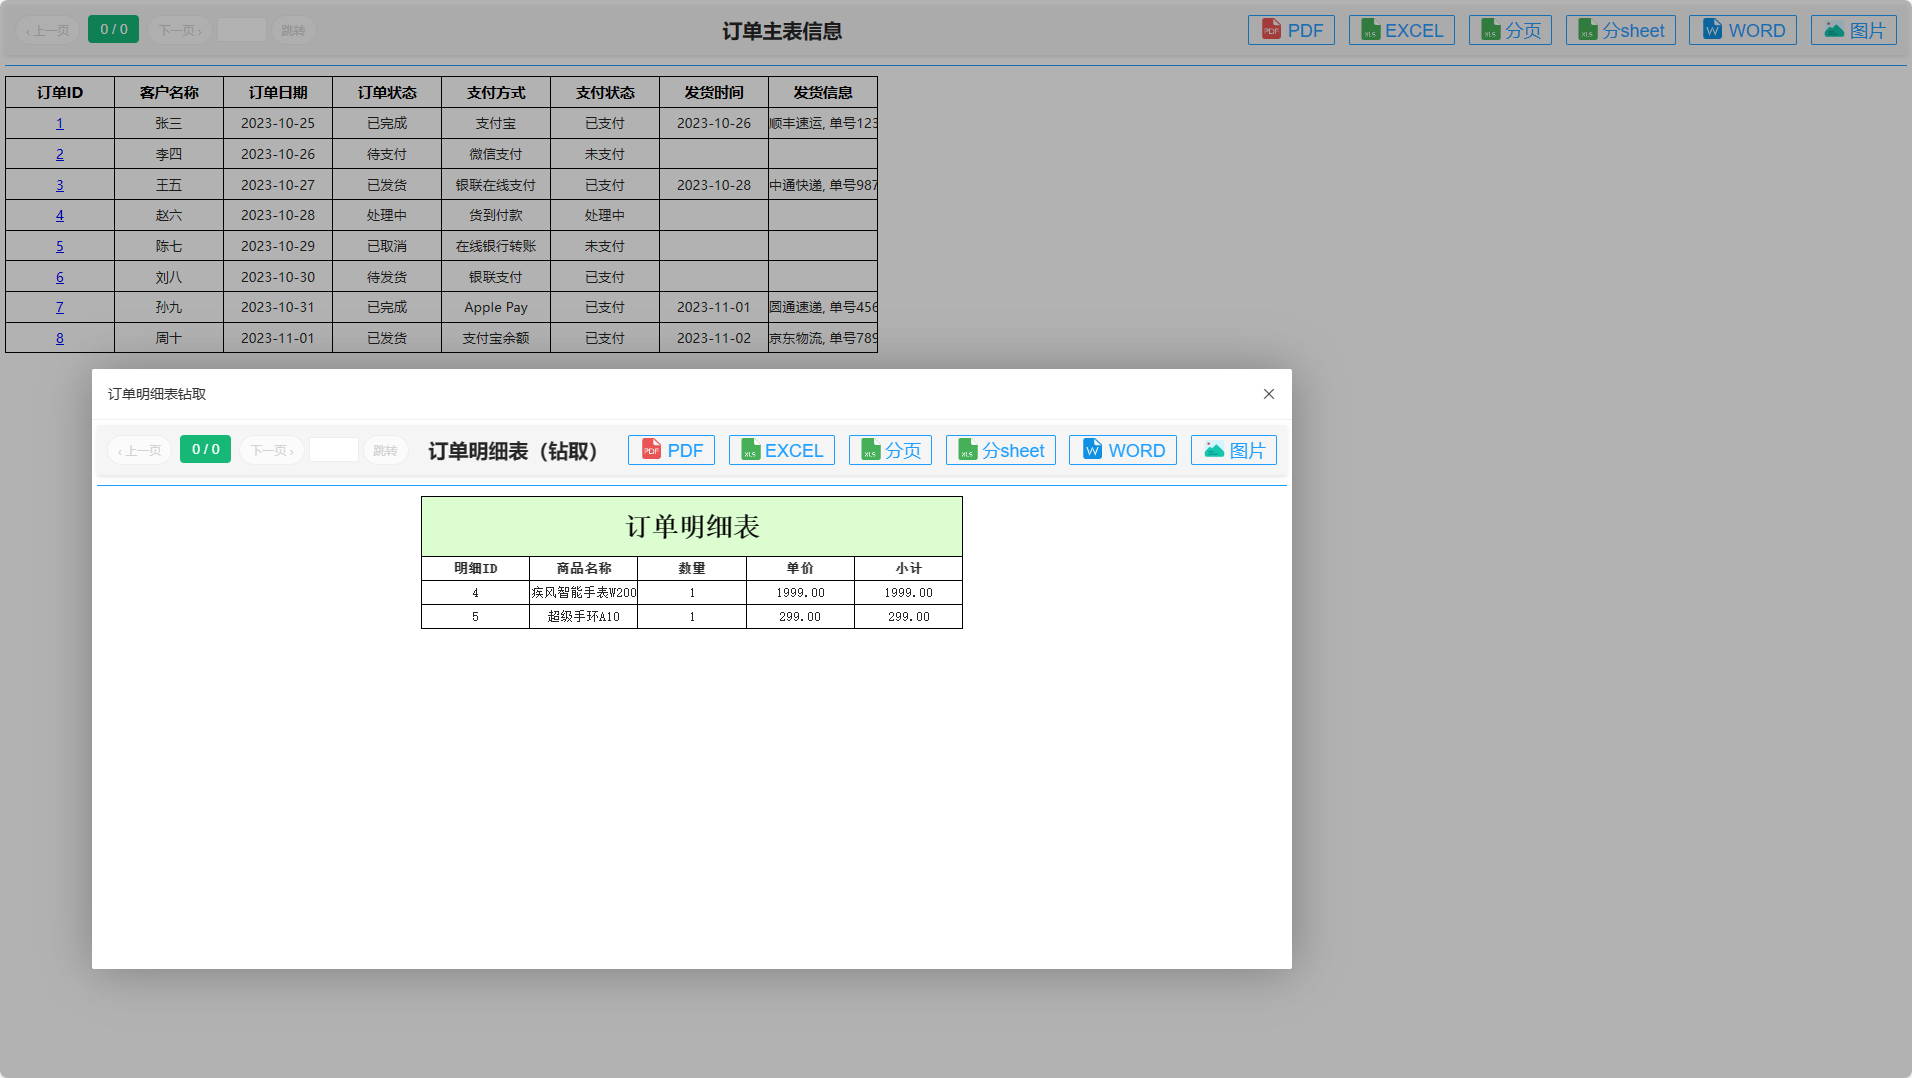 ‹ 上一页 0 / 0 下一页 › 跳转 订单主表信息 PDF EXCEL 分页 分sheet WORD 图片
订单ID 客户名称 订单日期 订单状态 支付方式 支付状态 发货时间 发货信息
1 张三 2023-10-25 已完成 支付宝 已支付 2023-10-26 顺丰速运, 单号123
2 李四 2023-10-26 待支付 微信支付 未支付
3 王五 2023-10-27 已发货 银联在线支付 已支付 2023-10-28 中通快递, 单号987
4 赵六 2023-10-28 处理中 货到付款 处理中
5 陈七 2023-10-29 已取消 在线银行转账 未支付
6 刘八 2023-10-30 待发货 银联支付 已支付
7 孙九 2023-10-31 已完成 Apple Pay 已支付 2023-11-01 圆通速递, 单号456
8 周十 2023-11-01 已发货 支付宝余额 已支付 2023-11-02 京东物流, 单号789
订单明细表钻取
‹ 上一页 0 / 0 下一页 › 跳转 订单明细表（钻取） PDF EXCEL 分页 分sheet WORD 图片
订单明细表
明细ID 商品名称 数量 单价 小计
4 疾风智能手表W200 1 1999.00 1999.00
5 超级手环A10 1 299.00 299.00